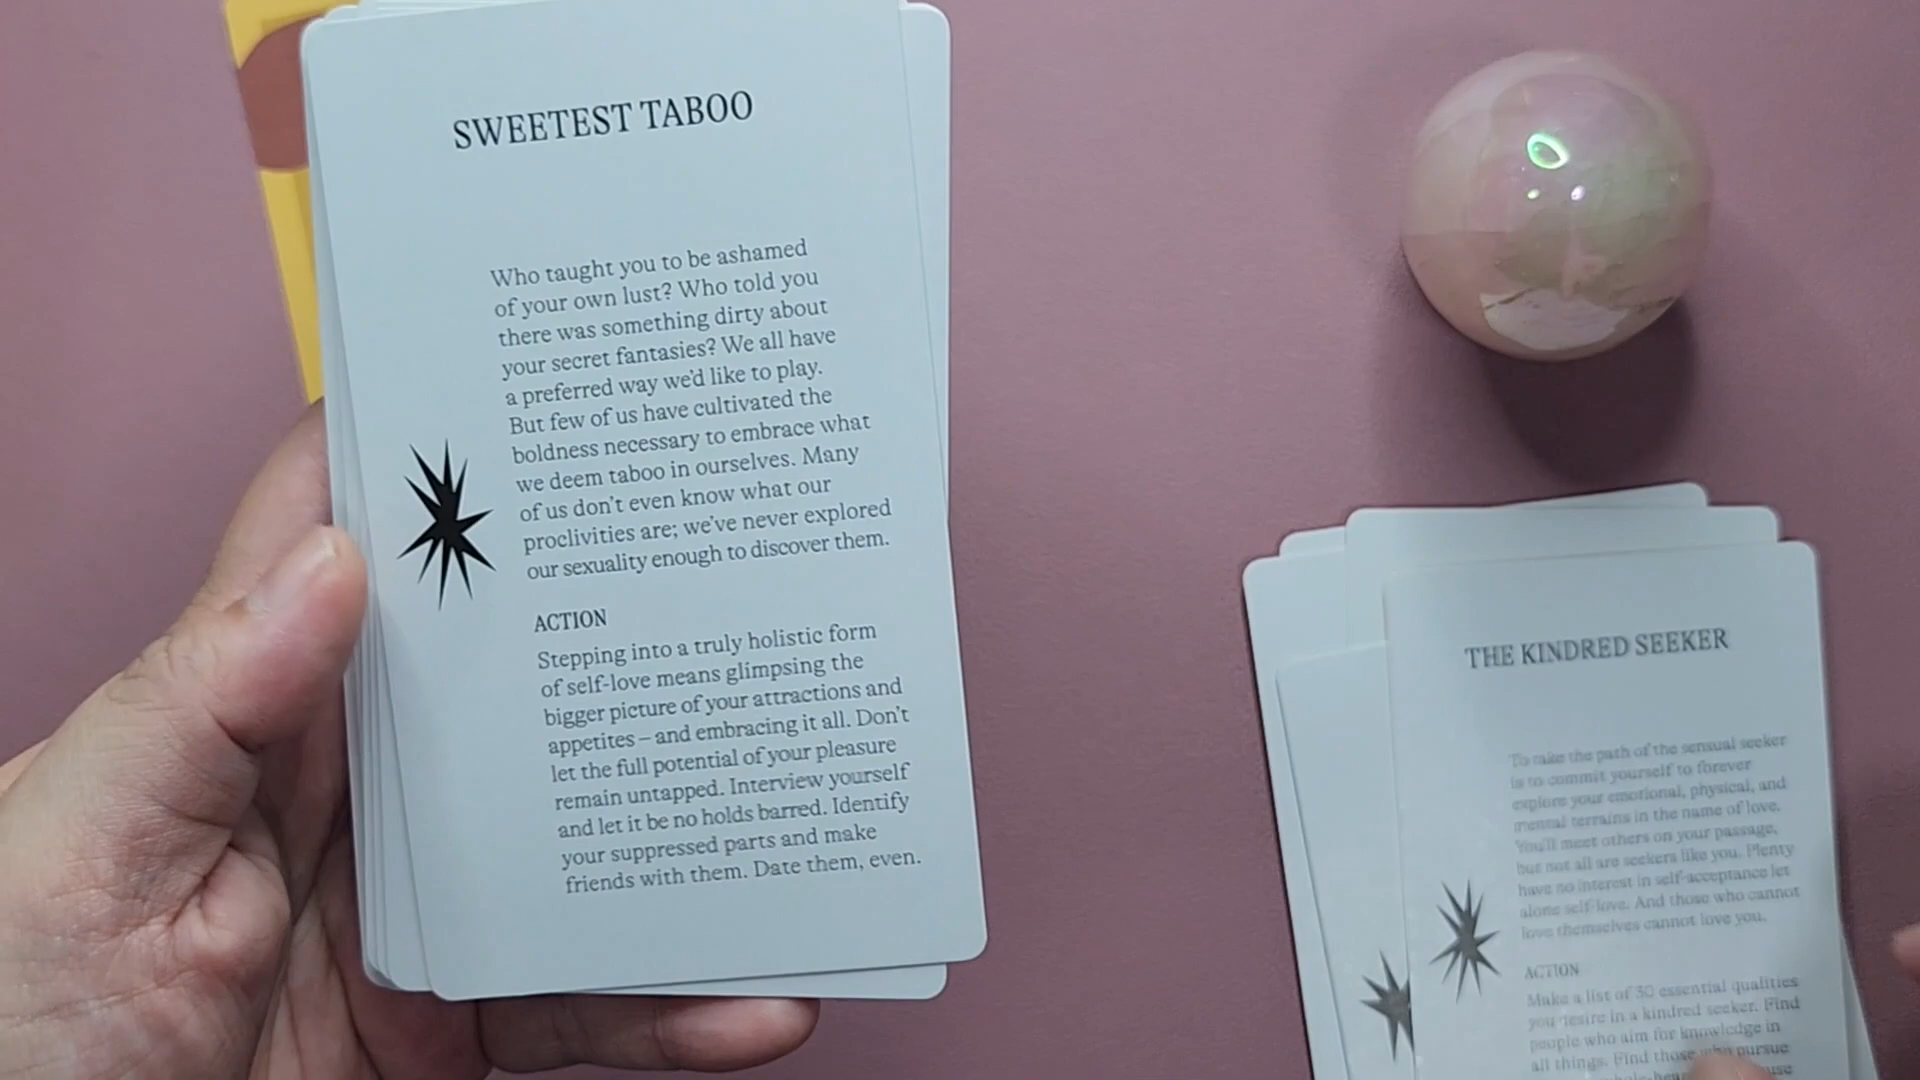 SWEETEST TABOO
Who taught you to be ashamed
of your own lust? Who told you
there was something dirty about
your secret fantasies? We all have
a preferred way we'd like to play.
But few of us have cultivated the
boldness necessary to embrace what
we deem taboo in ourselves. Many
of us don't even know what our
proclivities are; we've never explored
our sexuality enough to discover them.
ACTION
Stepping into a truly holistic form
of self-love means glimpsing the
bigger picture of your attractions and
appetites – and embracing it all. Don't
let the full potential of your pleasure
remain untapped. Interview yourself
and let it be no holds barred. Identify
your suppressed parts and make
friends with them. Date them, even.
THE KINDRED SEEKER
To take the path of the sensual seeker
is to commit yourself to forever
explore your emotional, physical, and
mental terrains in the name of love.
You'll meet others on your passage,
but not all are seekers like you. Plenty
have no interest in self-acceptance let
alone self-love. And those who cannot
love themselves cannot love you.
ACTION
Make a list of 30 essential qualities
you desire in a kindred seeker. Find
people who aim for knowledge in
all things. Find those who pursue